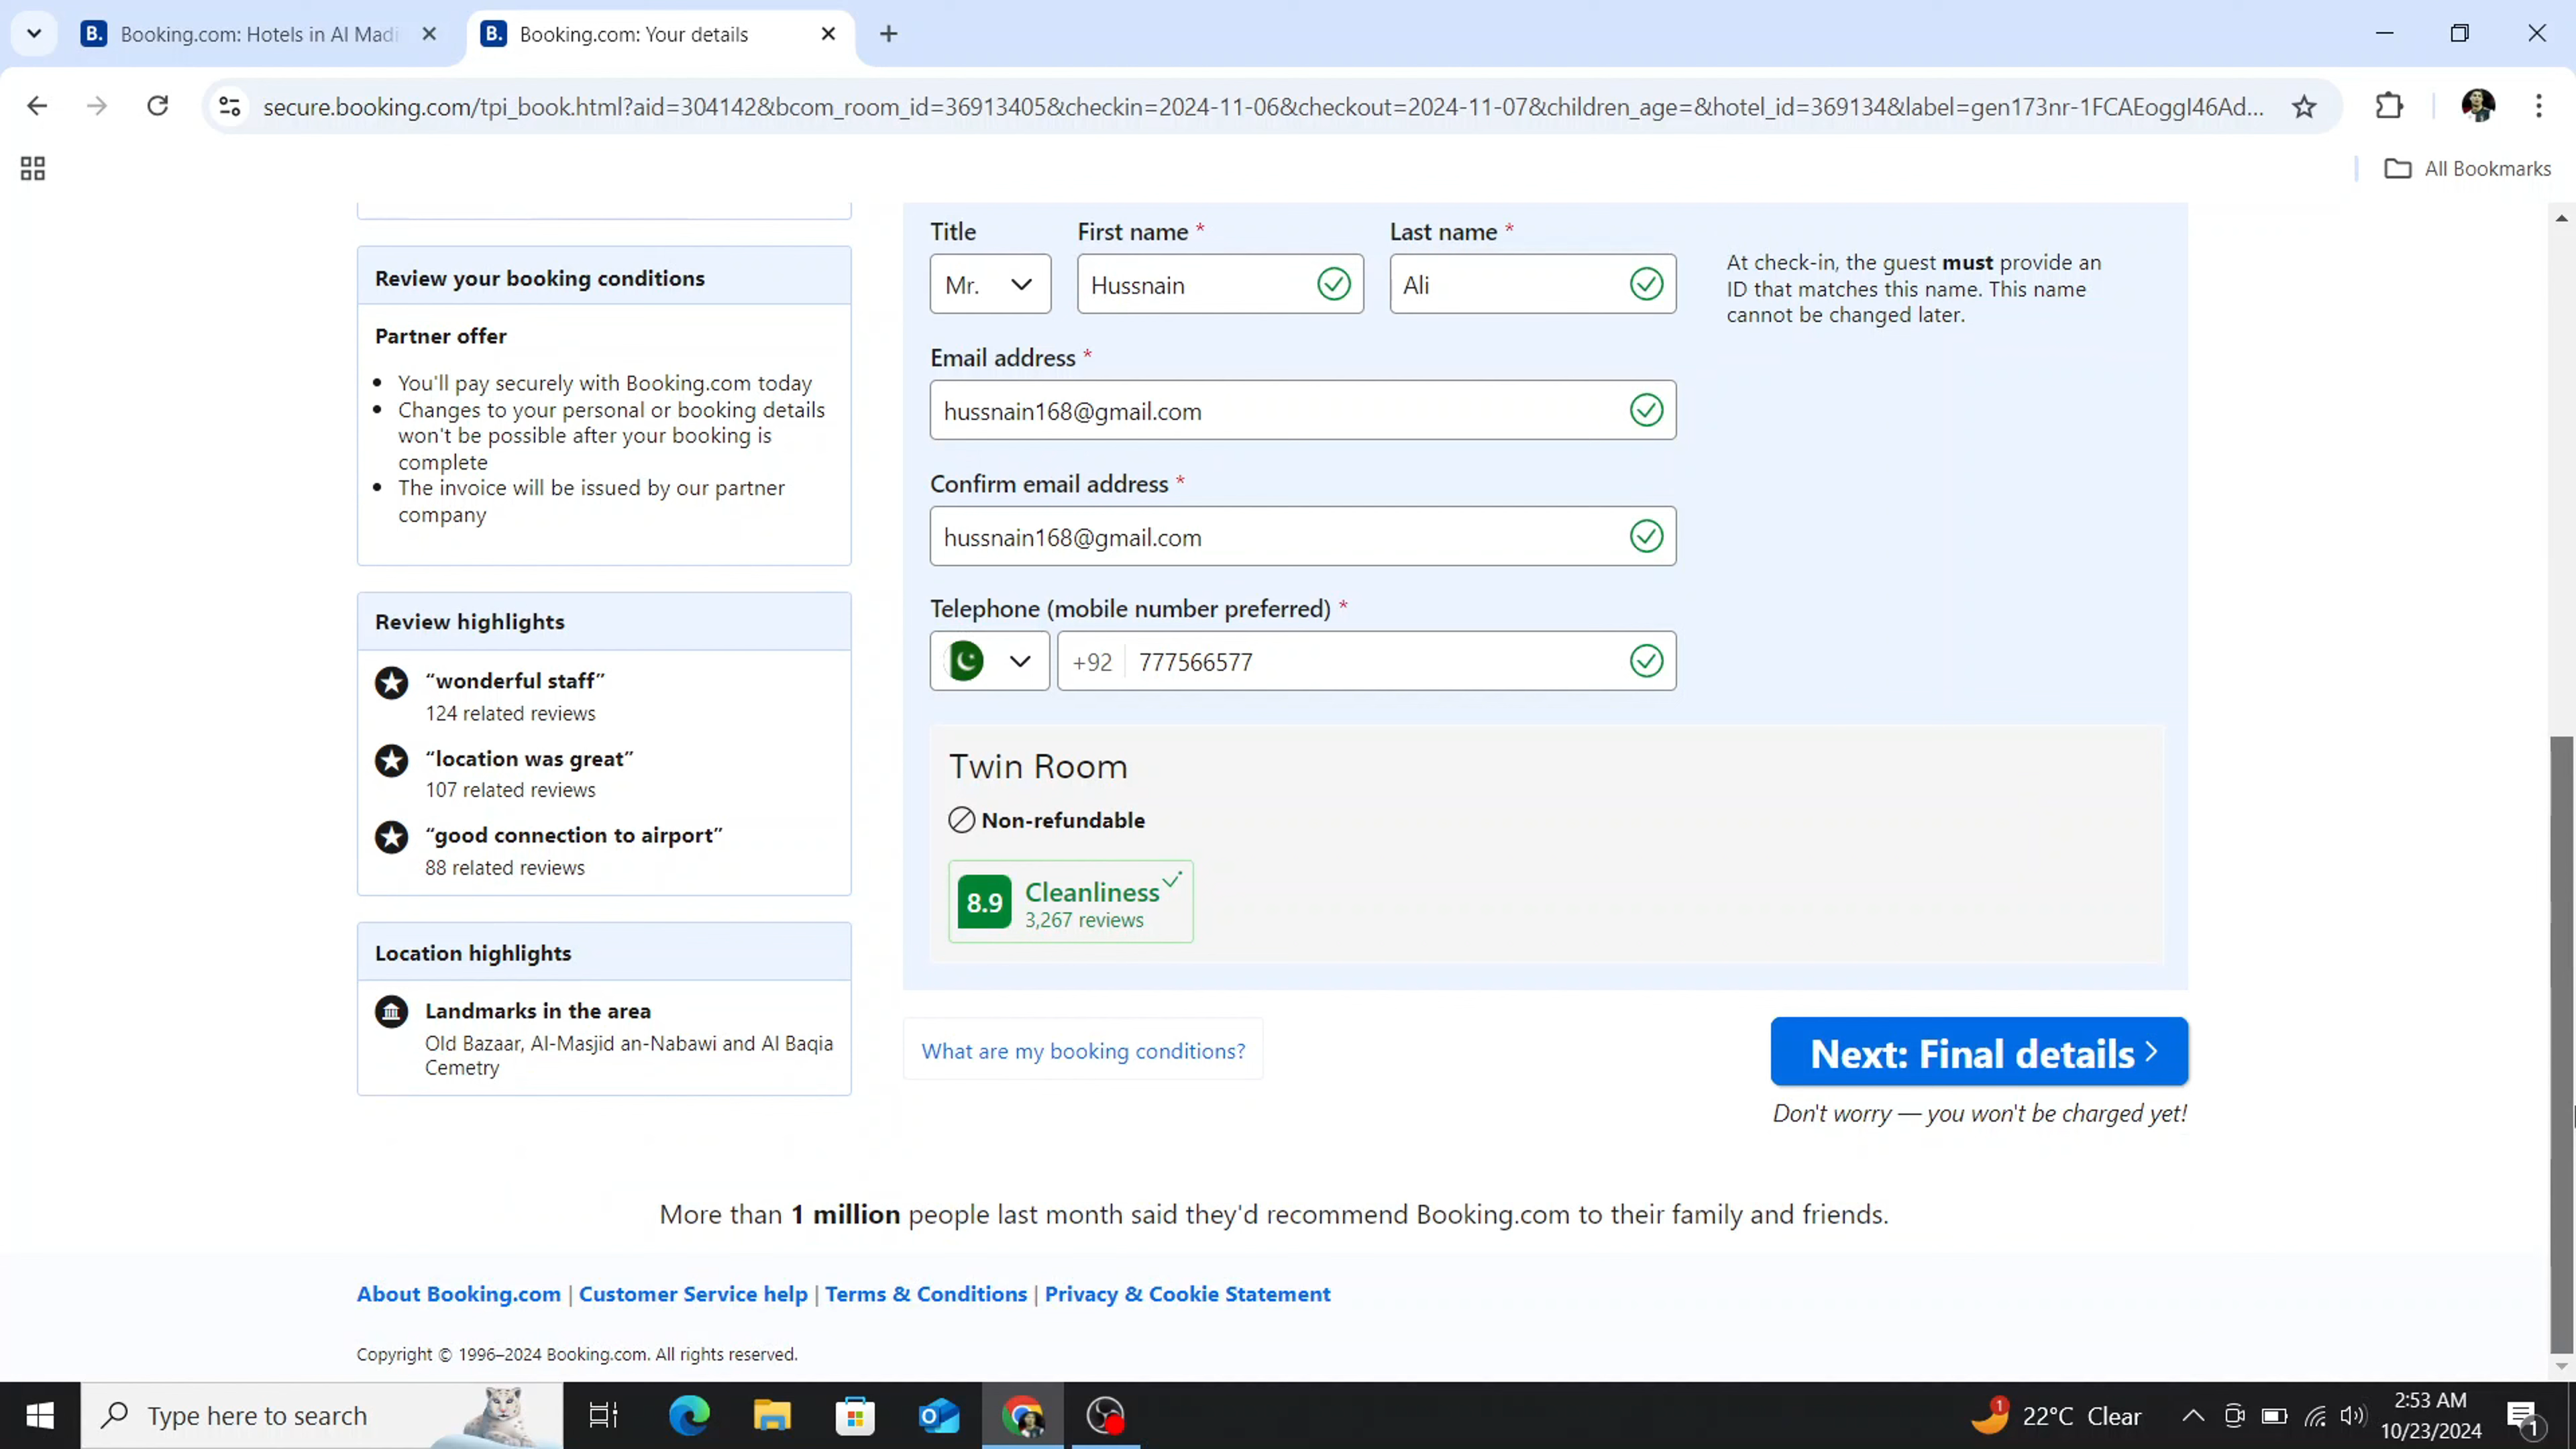 Booking.com: Hotels in Al Madi
Booking.com: Your details
secure.booking.com/tpi_book.html?aid=304142&bcom_room_id=36913405&checkin=2024-11-06&checkout=2024-11-07&children_age=&hotel_id=369134&label=gen173nr-1FCAEoggI46Ad...
All Bookmarks
Review your booking conditions
Partner offer
• You'll pay securely with Booking.com today
• Changes to your personal or booking details
won't be possible after your booking is
complete
• The invoice will be issued by our partner
company
Review highlights
“wonderful staff”
124 related reviews
“location was great”
107 related reviews
“good connection to airport”
88 related reviews
Location highlights
Landmarks in the area
Old Bazaar, Al-Masjid an-Nabawi and Al Baqia
Cemetry
Title First name * Last name *
Mr. Hussnain Ali
At check-in, the guest must provide an
ID that matches this name. This name
cannot be changed later.
Email address *
hussnain168@gmail.com
Confirm email address *
hussnain168@gmail.com
Telephone (mobile number preferred) *
+92 777566577
Twin Room
Non-refundable
8.9 Cleanliness
3,267 reviews
What are my booking conditions?
Next: Final details
Don't worry — you won't be charged yet!
More than 1 million people last month said they'd recommend Booking.com to their family and friends.
About Booking.com | Customer Service help | Terms & Conditions | Privacy & Cookie Statement
Copyright © 1996–2024 Booking.com. All rights reserved.
Type here to search
1
22°C Clear
2:53 AM
10/23/2024
1